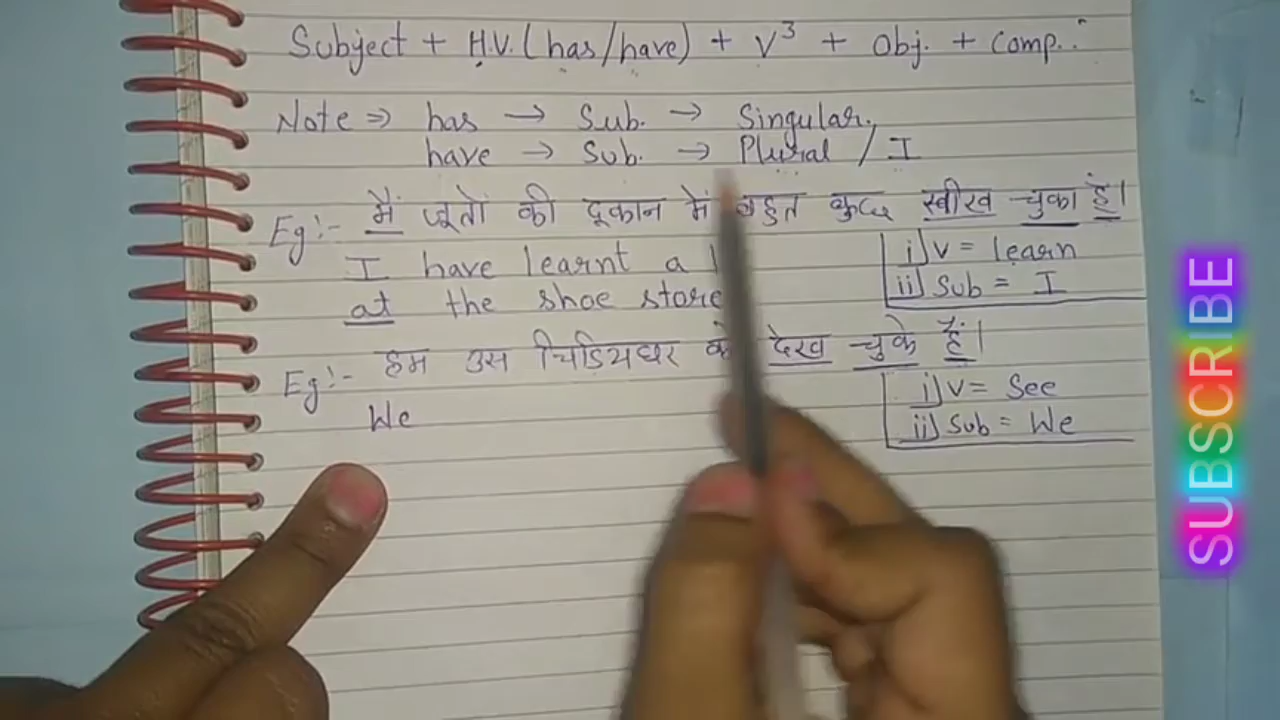 Subject + H.V. (has/have) + V³ + Obj. + Comp.
Note ⇒ has → Sub. → Singular.
have → Sub. → Plural / I
Eg:- मैं जूतों की दूकान में बहुत कुछ सीख चुका हूं।
I have learnt a
at the shoe store
i) V = learn
ii) Sub = I
Eg:- हम उस चिड़ियघर को देख चुके हैं।
We
i) V = See
ii) Sub = We
SUBSCRIBE